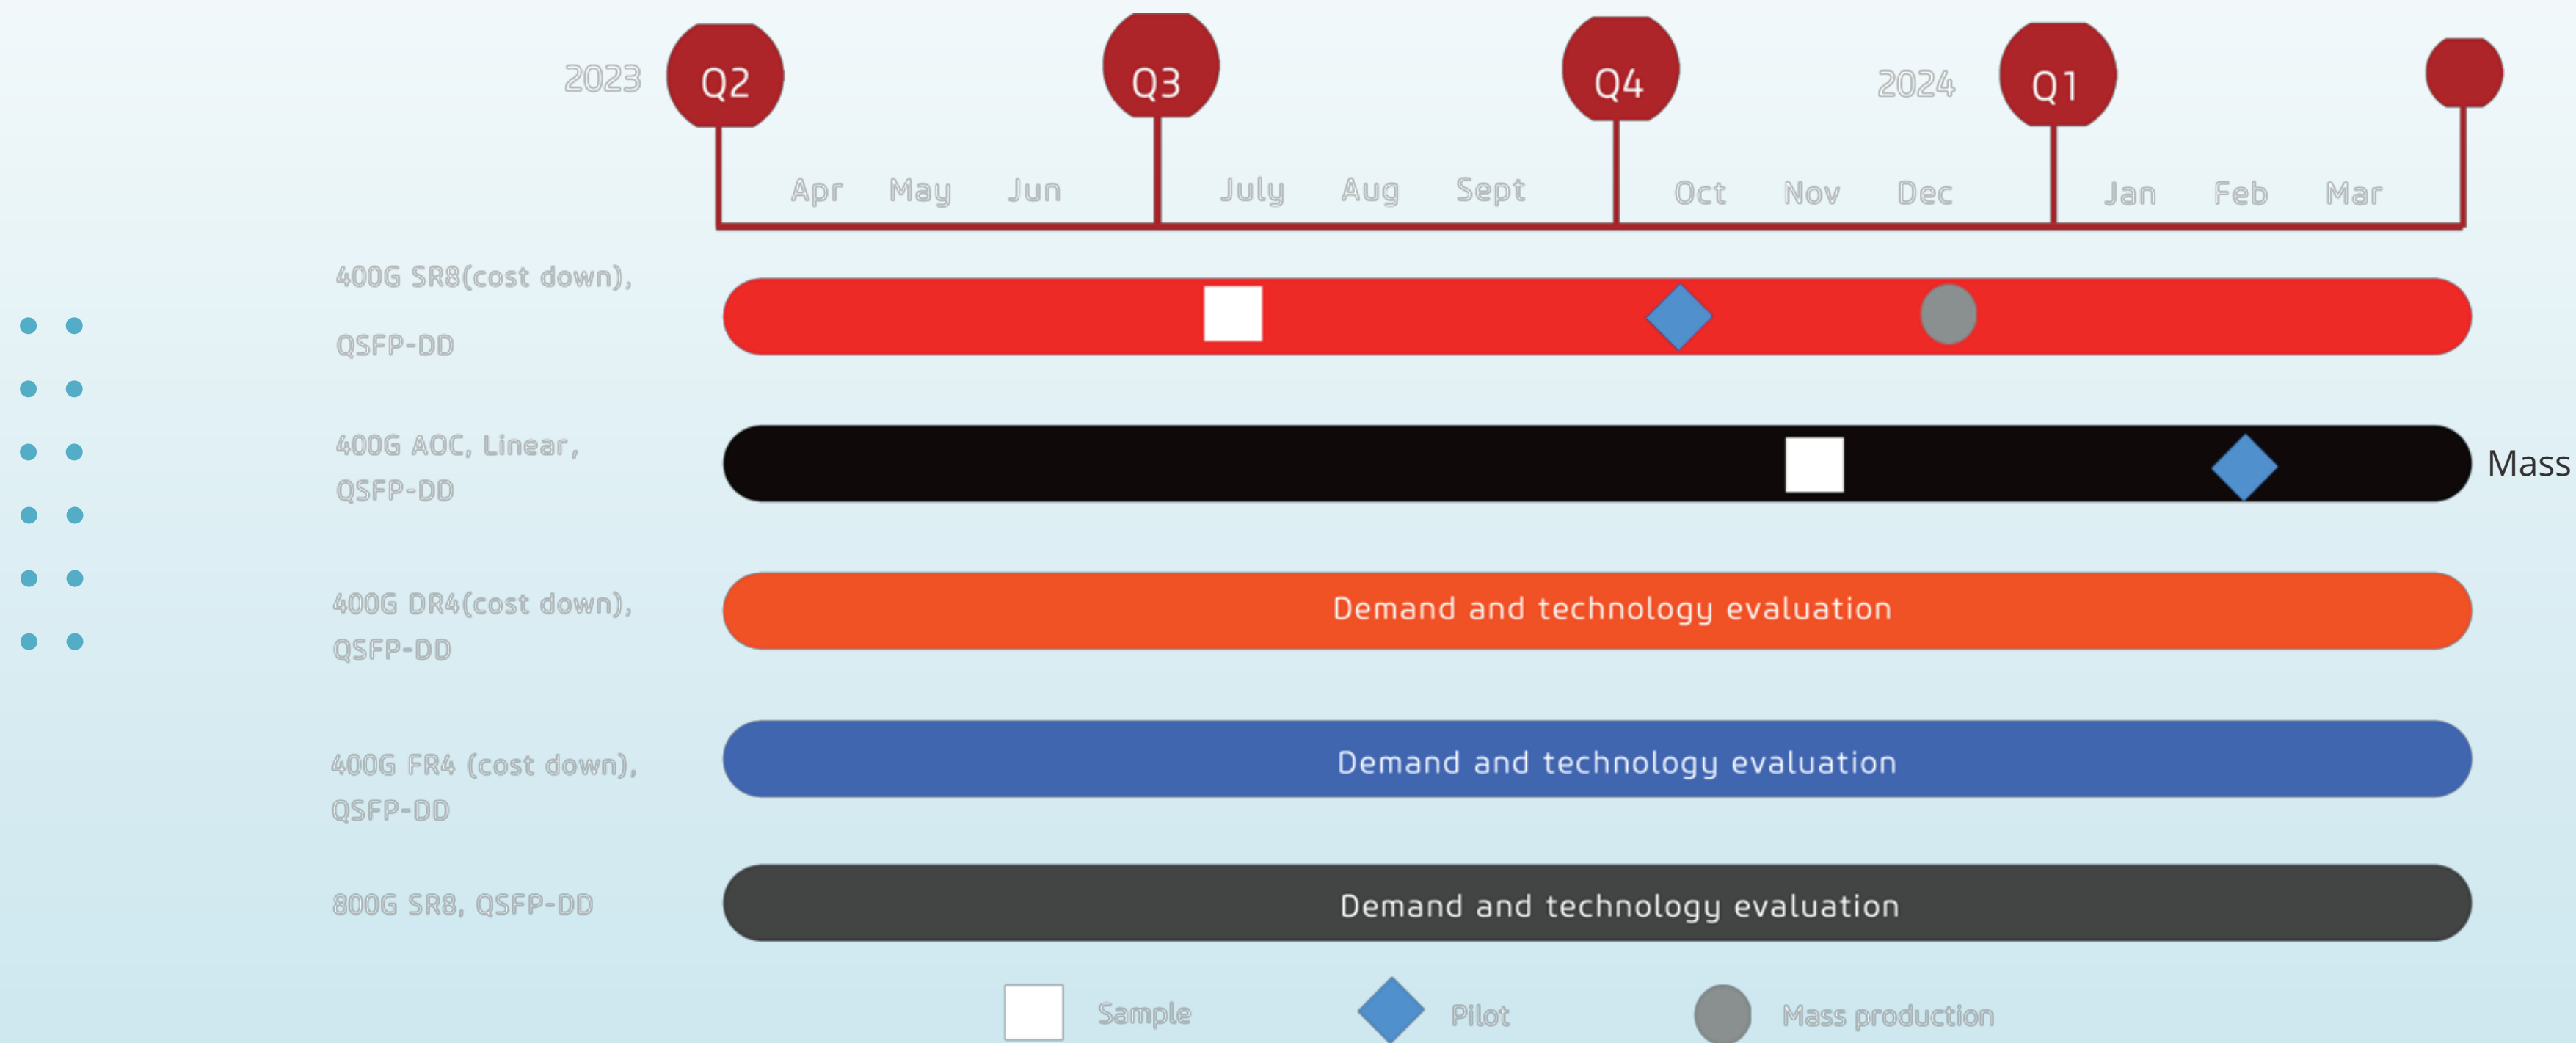 2023 Q2 Q3 Q4 2024 Q1
Apr May Jun July Aug Sept Oct Nov Dec Jan Feb Mar
400G SR8(cost down),
QSFP-DD
400G AOC, Linear,
QSFP-DD
Mass
400G DR4(cost down),
QSFP-DD
Demand and technology evaluation
400G FR4 (cost down),
QSFP-DD
Demand and technology evaluation
800G SR8, QSFP-DD
Demand and technology evaluation
Sample Pilot Mass production